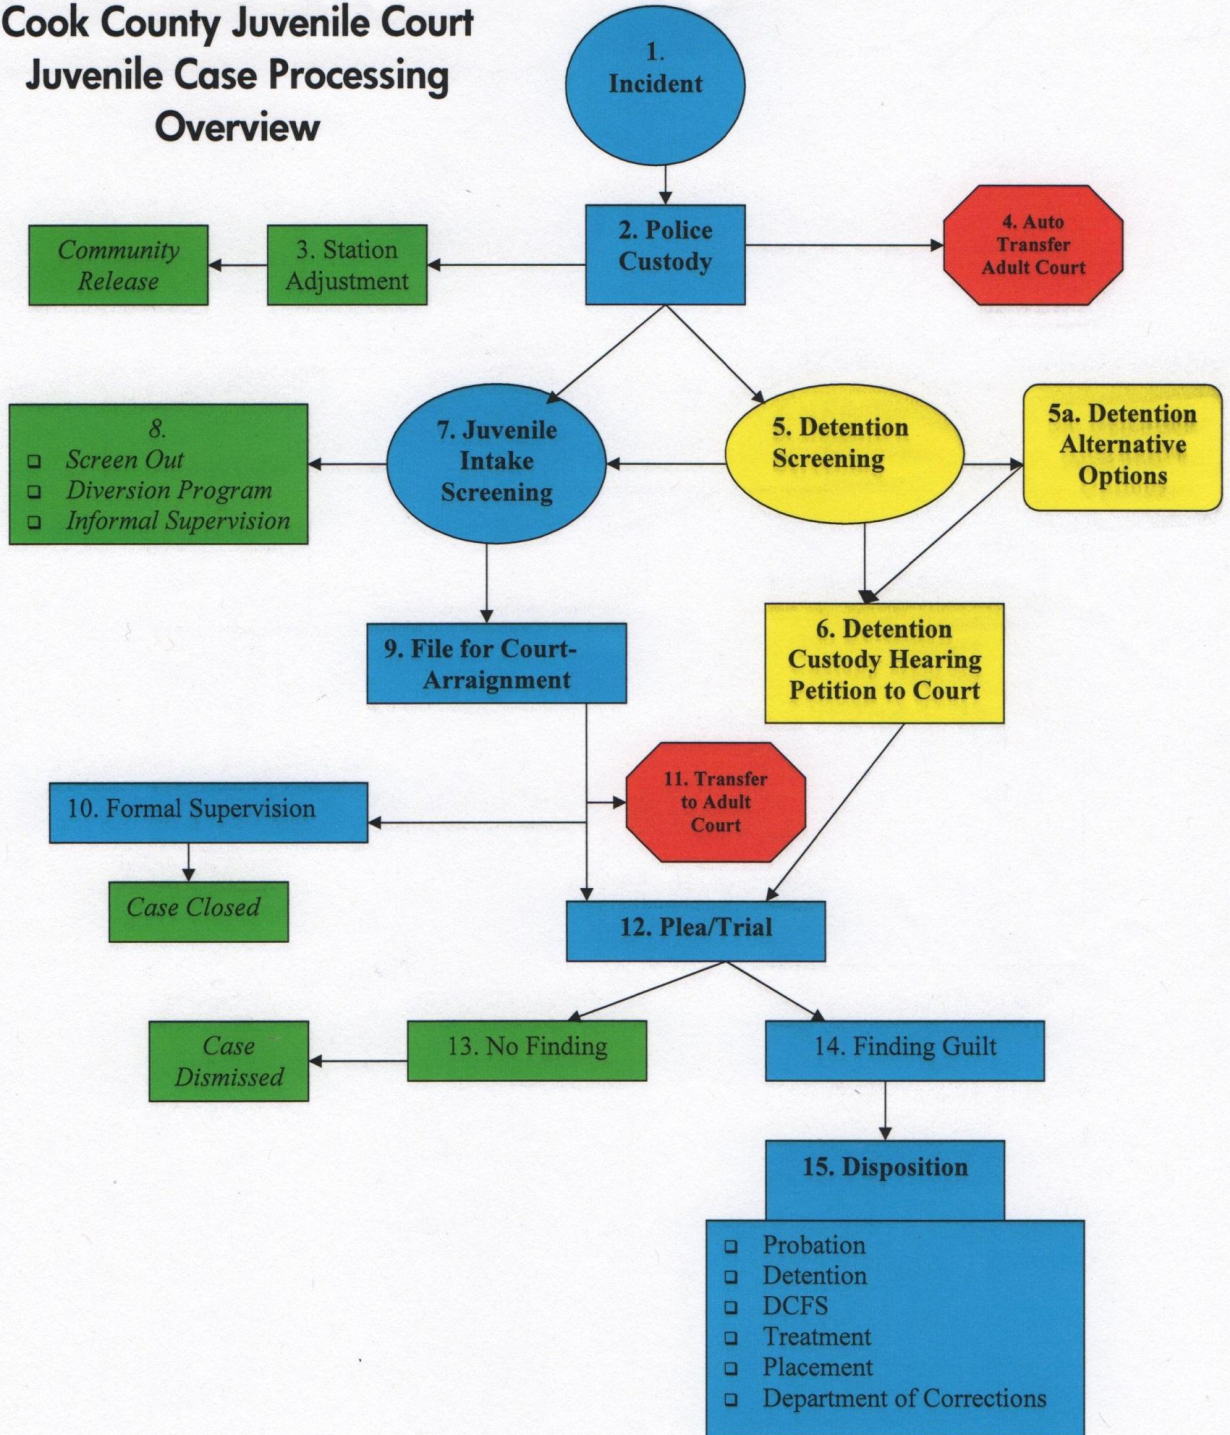 Cook County Juvenile Court
Juvenile Case Processing
Overview
1.
Incident
2. Police
Custody
4. Auto
Transfer
Adult Court
Community
Release
3. Station
Adjustment
8.
Screen Out
Diversion Program
Informal Supervision
7. Juvenile
Intake
Screening
5. Detention
Screening
5a. Detention
Alternative
Options
9. File for Court-
Arraignment
6. Detention
Custody Hearing
Petition to Court
10. Formal Supervision
11. Transfer
to Adult
Court
Case Closed
12. Plea/Trial
Case
Dismissed
13. No Finding
14. Finding Guilt
15. Disposition
Probation
Detention
DCFS
Treatment
Placement
Department of Corrections